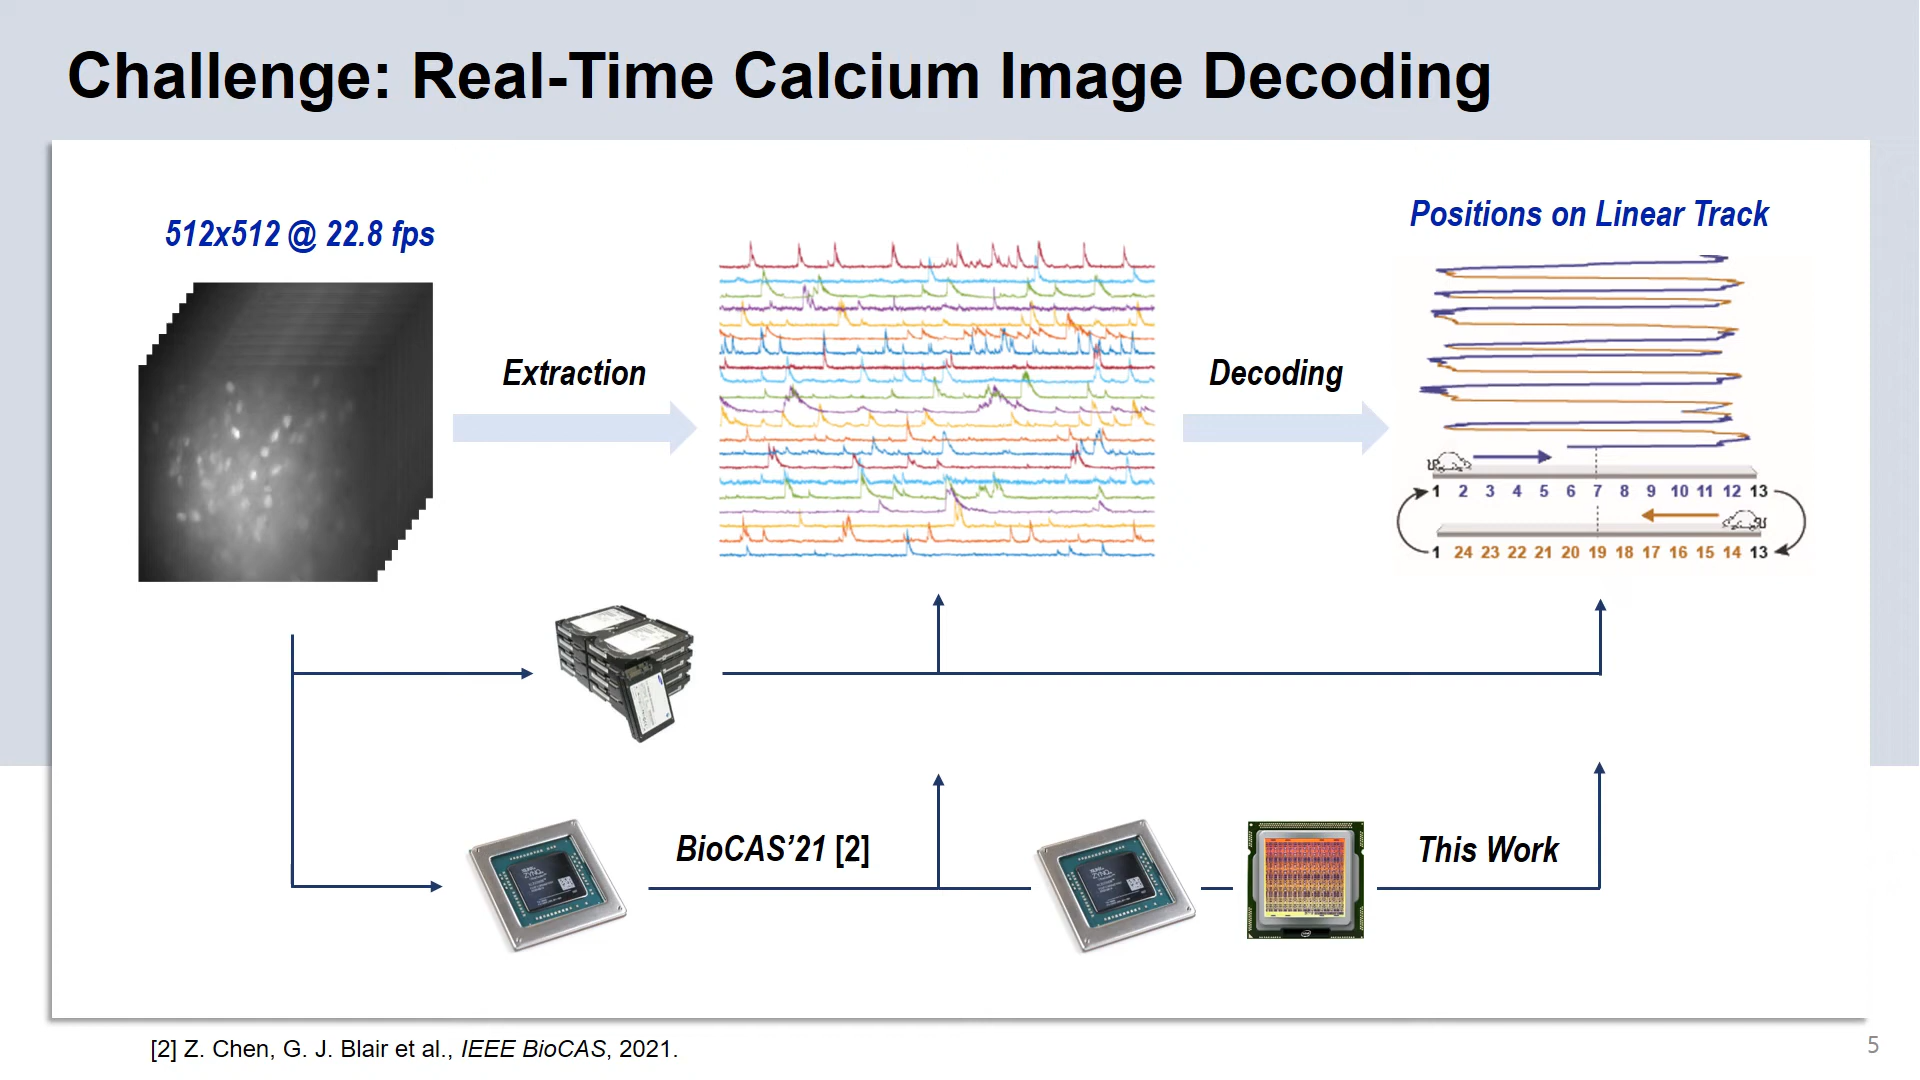 Challenge: Real-Time Calcium Image Decoding
512x512 @ 22.8 fps
Extraction
Decoding
Positions on Linear Track
1 2 3 4 5 6 7 8 9 10 11 12 13
1 24 23 22 21 20 19 18 17 16 15 14 13
BioCAS’21 [2]
ZYNQ
ZYNQ
This Work
[2] Z. Chen, G. J. Blair et al., IEEE BioCAS, 2021.
5